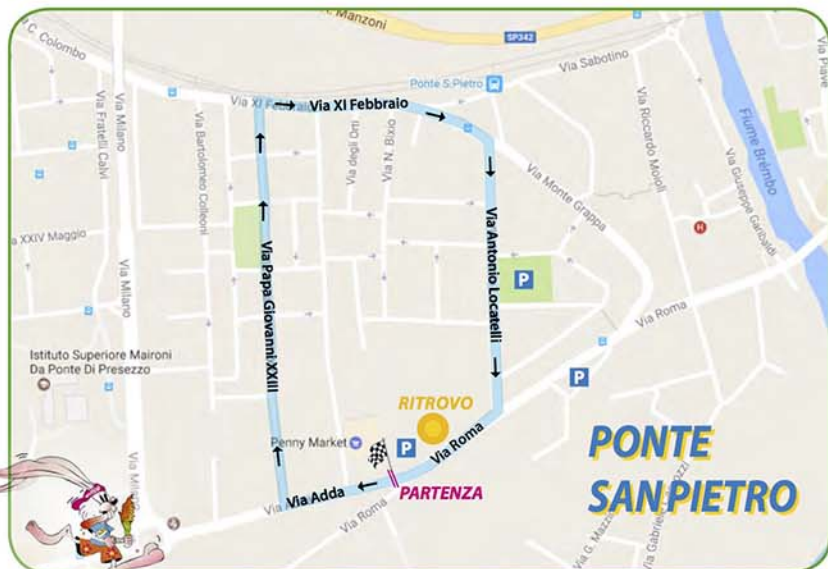 . Manzoni
SP342
C. Colombo
Ponte S.Pietro
Via Sabotino
Via Piave
Via XI Febbraio
Via XI Febbraio
Via Fratelli Calvi
Via Milano
Via Bartolomeo Colleoni
Via degli Orti
Via N. Bixio
Via Riccardo Moioli
Fiume Brembo
Via Giuseppe Garibaldi
Via Monte Grappa
H
a XXIV Maggio
Via Milano
Via Papa Giovanni XXIII
Via Antonio Locatelli
P
Via Roma
Istituto Superiore Maironi
Da Ponte Di Presezzo
P
RITROVO
Penny Market
P
Via Roma
PONTE
SAN PIETRO
Via Adda
PARTENZA
Via Roma